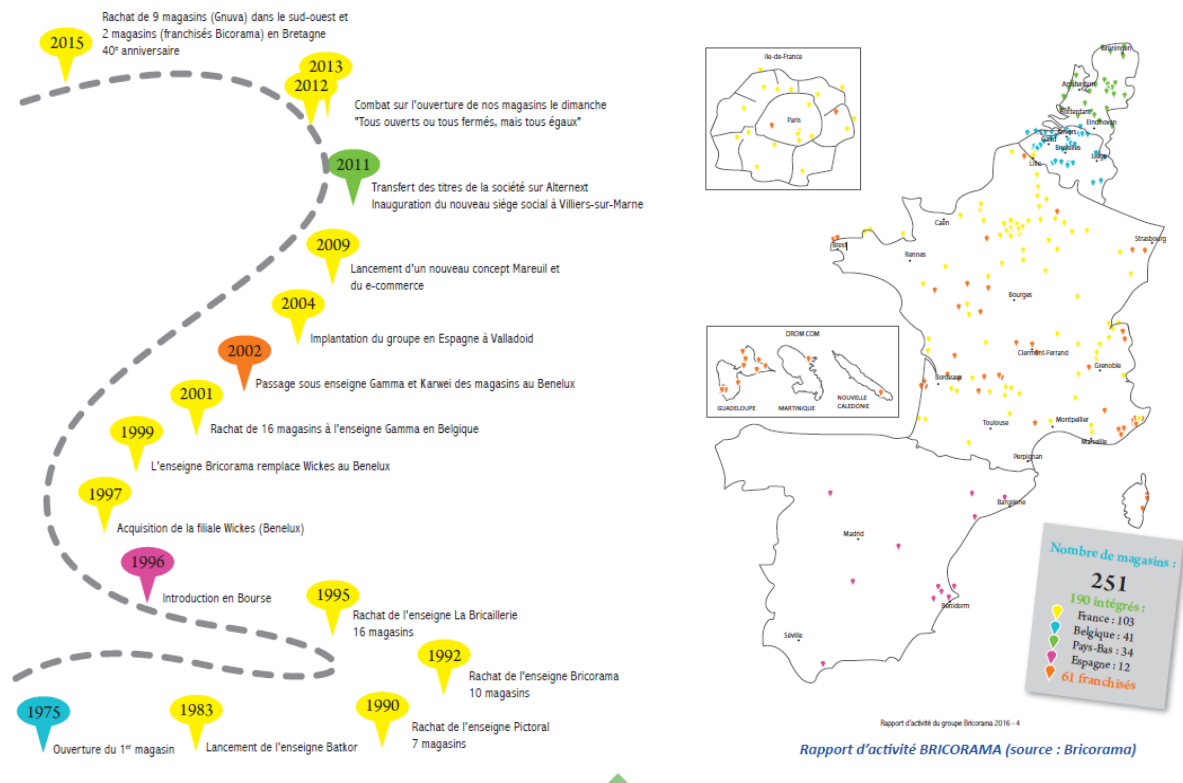 2015
Rachat de 9 magasins (Gnuva) dans le sud-ouest et
2 magasins (franchisés Bicorama) en Bretagne
40e anniversaire
2013
2012
Combat sur l'ouverture de nos magasins le dimanche
"Tous ouverts ou tous fermés, mais tous égaux"
2011
Transfert des titres de la société sur Alternext
Inauguration du nouveau siège social à Villiers-sur-Marne
2009
Lancement d'un nouveau concept Mareuil et
du e-commerce
2004
Implantation du groupe en Espagne à Valladoid
2002
Passage sous enseigne Gamma et Karwei des magasins au Benelux
2001
Rachat de 16 magasins à l'enseigne Gamma en Belgique
1999
L'enseigne Bricorama remplace Wickes au Benelux
1997
Acquisition de la filiale Wickes (Benelux)
1996
Introduction en Bourse
1995
Rachat de l'enseigne La Bricaillerie
16 magasins
1992
Rachat de l'enseigne Bricorama
10 magasins
1990
Rachat de l'enseigne Pictoral
7 magasins
1983
Lancement de l'enseigne Batkor
1975
Ouverture du 1er magasin
Ile-de-France
Paris
Groningen
Amsterdam
Rotterdam
Eindhovan
Anvers
Gand
Bruxelles
Liège
Lille
Caen
Strasbourg
Brest
Rennes
Bourges
DROM COM
GUADELOUPE
MARTINIQUE
NOUVELLE
CALEDONIE
Clermont-Ferrand
Grenoble
Bordeaux
Toulouse
Montpellier
Marseille
Perpignan
Barcelone
Madrid
Benidorm
Séville
Nombre de magasins :
251
190 intégrés :
France : 103
Belgique : 41
Pays-Bas : 34
Espagne : 12
61 franchisés
Rapport d'activité du groupe Bricorama 2016 - 4
Rapport d'activité BRICORAMA (source : Bricorama)